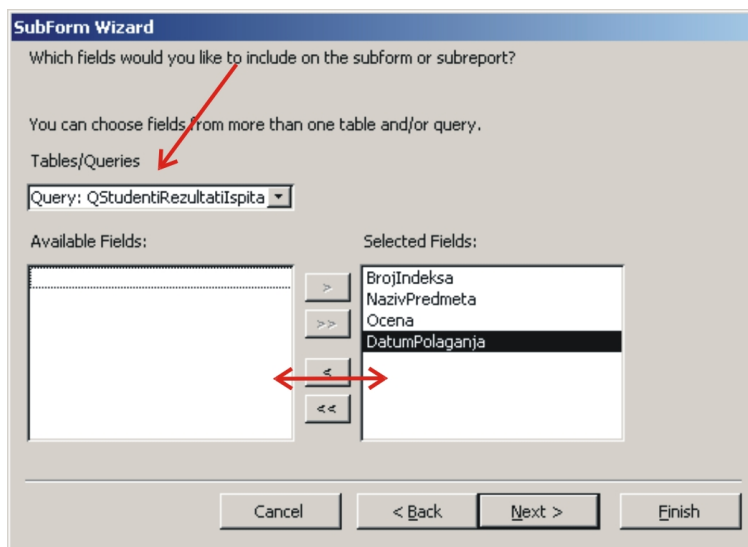 SubForm Wizard
Which fields would you like to include on the subform or subreport?
You can choose fields from more than one table and/or query.
Tables/Queries
Query: QStudentiRezultatiIspita
Available Fields:
Selected Fields:
>
>>
<
<<
BrojIndeksa
NazivPredmeta
Ocena
DatumPolaganja
Cancel
< Back
Next >
Finish